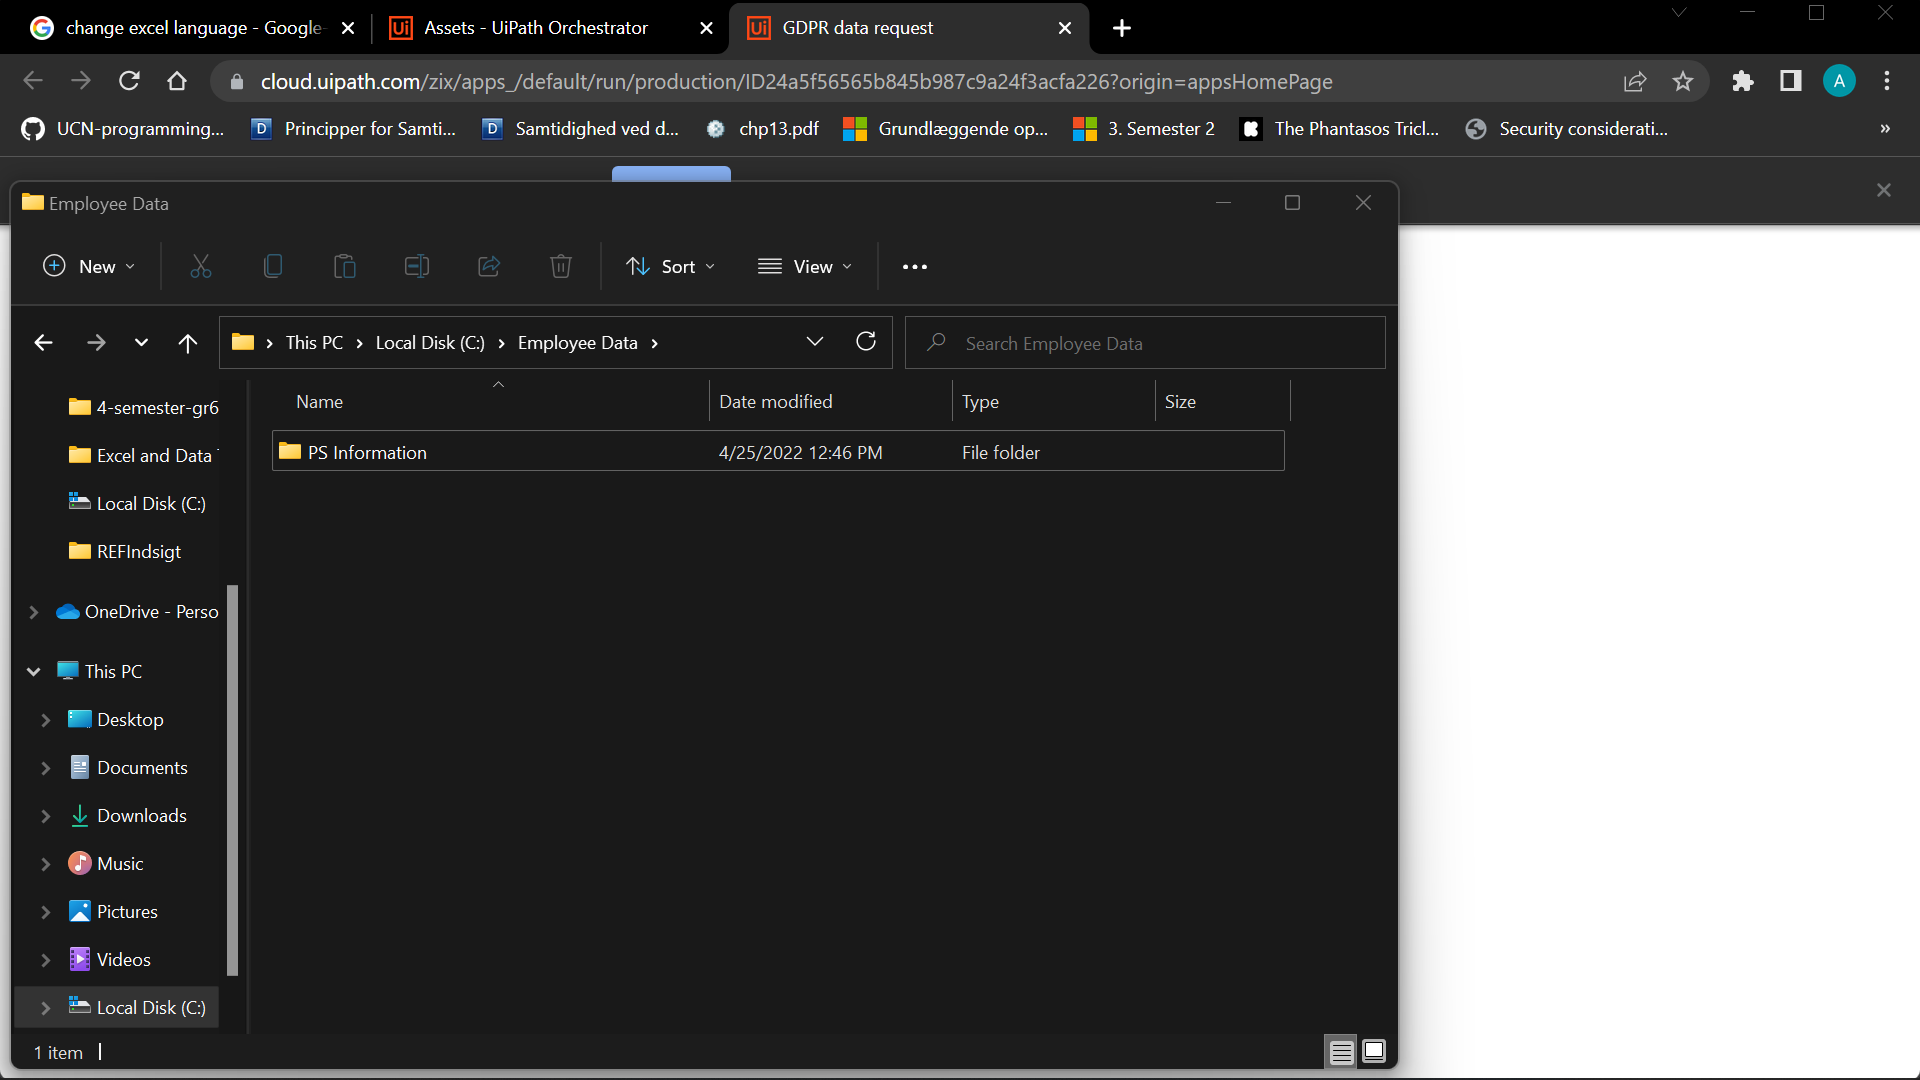 change excel language - Google
Assets - UiPath Orchestrator
GDPR data request
cloud.uipath.com/zix/apps_/default/run/production/ID24a5f56565b845b987c9a24f3acfa226?origin=appsHomePage
A
UCN-programming...
Principper for Samti...
Samtidighed ved d...
chp13.pdf
Grundlæggende op...
3. Semester 2
The Phantasos Tricl...
Security considerati...
»
Employee Data
New
Sort
View
This PC
Local Disk (C:)
Employee Data
Search Employee Data
Name
Date modified
Type
Size
PS Information
4/25/2022 12:46 PM
File folder
4-semester-gr6
Excel and Data
Local Disk (C:)
REFIndsigt
OneDrive - Perso
This PC
Desktop
Documents
Downloads
Music
Pictures
Videos
Local Disk (C:)
1 item